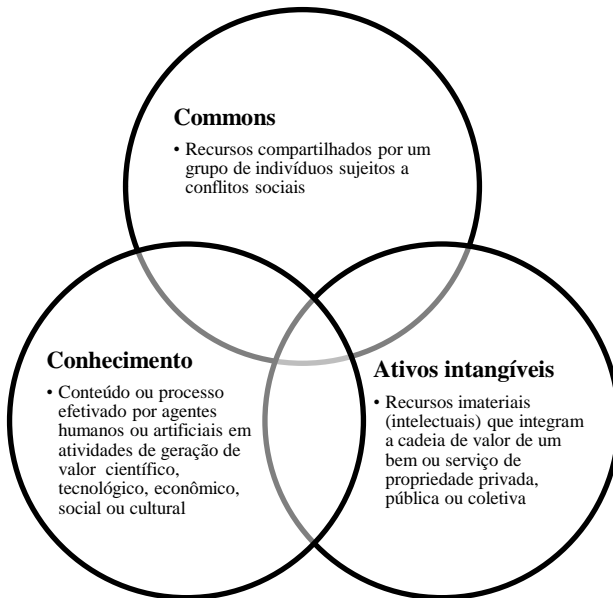 Commons
• Recursos compartilhados por um
grupo de indivíduos sujeitos a
conflitos sociais
Conhecimento
• Conteúdo ou processo
efetivado por agentes
humanos ou artificiais em
atividades de geração de
valor científico,
tecnológico, econômico,
social ou cultural
Ativos intangíveis
• Recursos imateriais
(intelectuais) que integram
a cadeia de valor de um
bem ou serviço de
propriedade privada,
pública ou coletiva